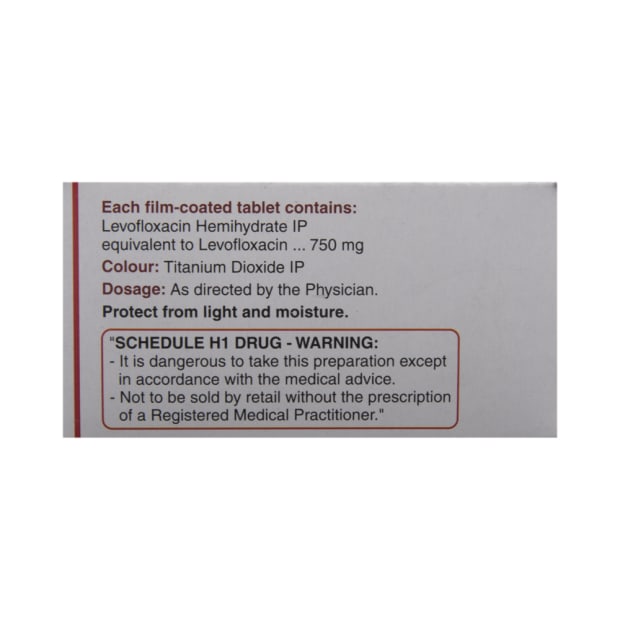 Each film-coated tablet contains:
Levofloxacin Hemihydrate IP
equivalent to Levofloxacin ... 750 mg
Colour: Titanium Dioxide IP
Dosage: As directed by the Physician.
Protect from light and moisture.
"SCHEDULE H1 DRUG - WARNING:
- It is dangerous to take this preparation except
in accordance with the medical advice.
- Not to be sold by retail without the prescription
of a Registered Medical Practitioner."